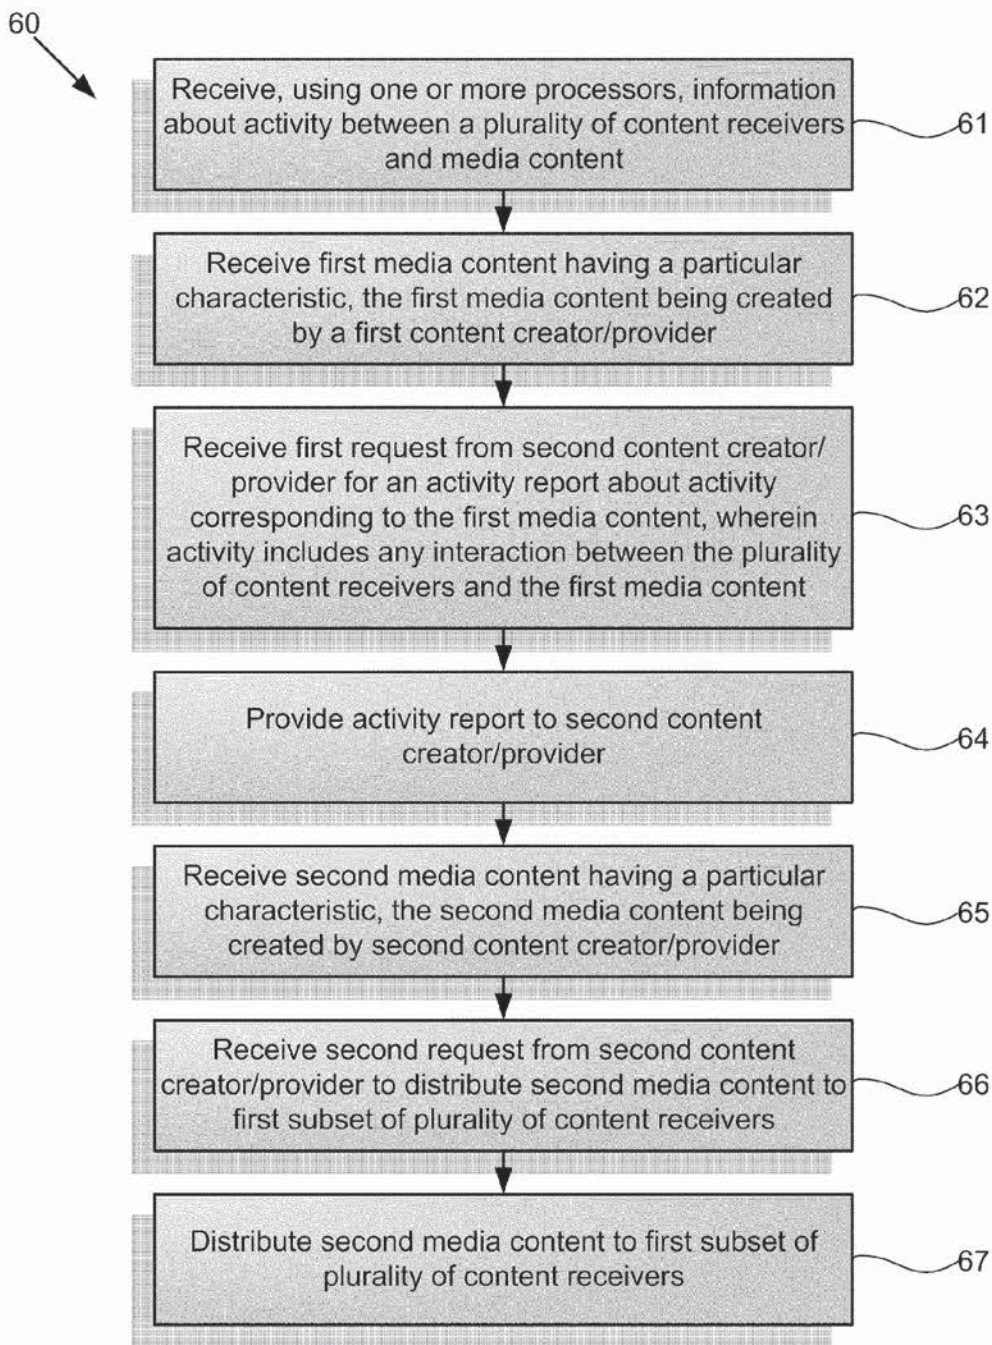 60
Receive, using one or more processors, information
about activity between a plurality of content receivers
and media content
61
Receive first media content having a particular
characteristic, the first media content being created
by a first content creator/provider
62
Receive first request from second content creator/
provider for an activity report about activity
corresponding to the first media content, wherein
activity includes any interaction between the plurality
of content receivers and the first media content
63
Provide activity report to second content
creator/provider
64
Receive second media content having a particular
characteristic, the second media content being
created by second content creator/provider
65
Receive second request from second content
creator/provider to distribute second media content to
first subset of plurality of content receivers
66
Distribute second media content to first subset of
plurality of content receivers
67